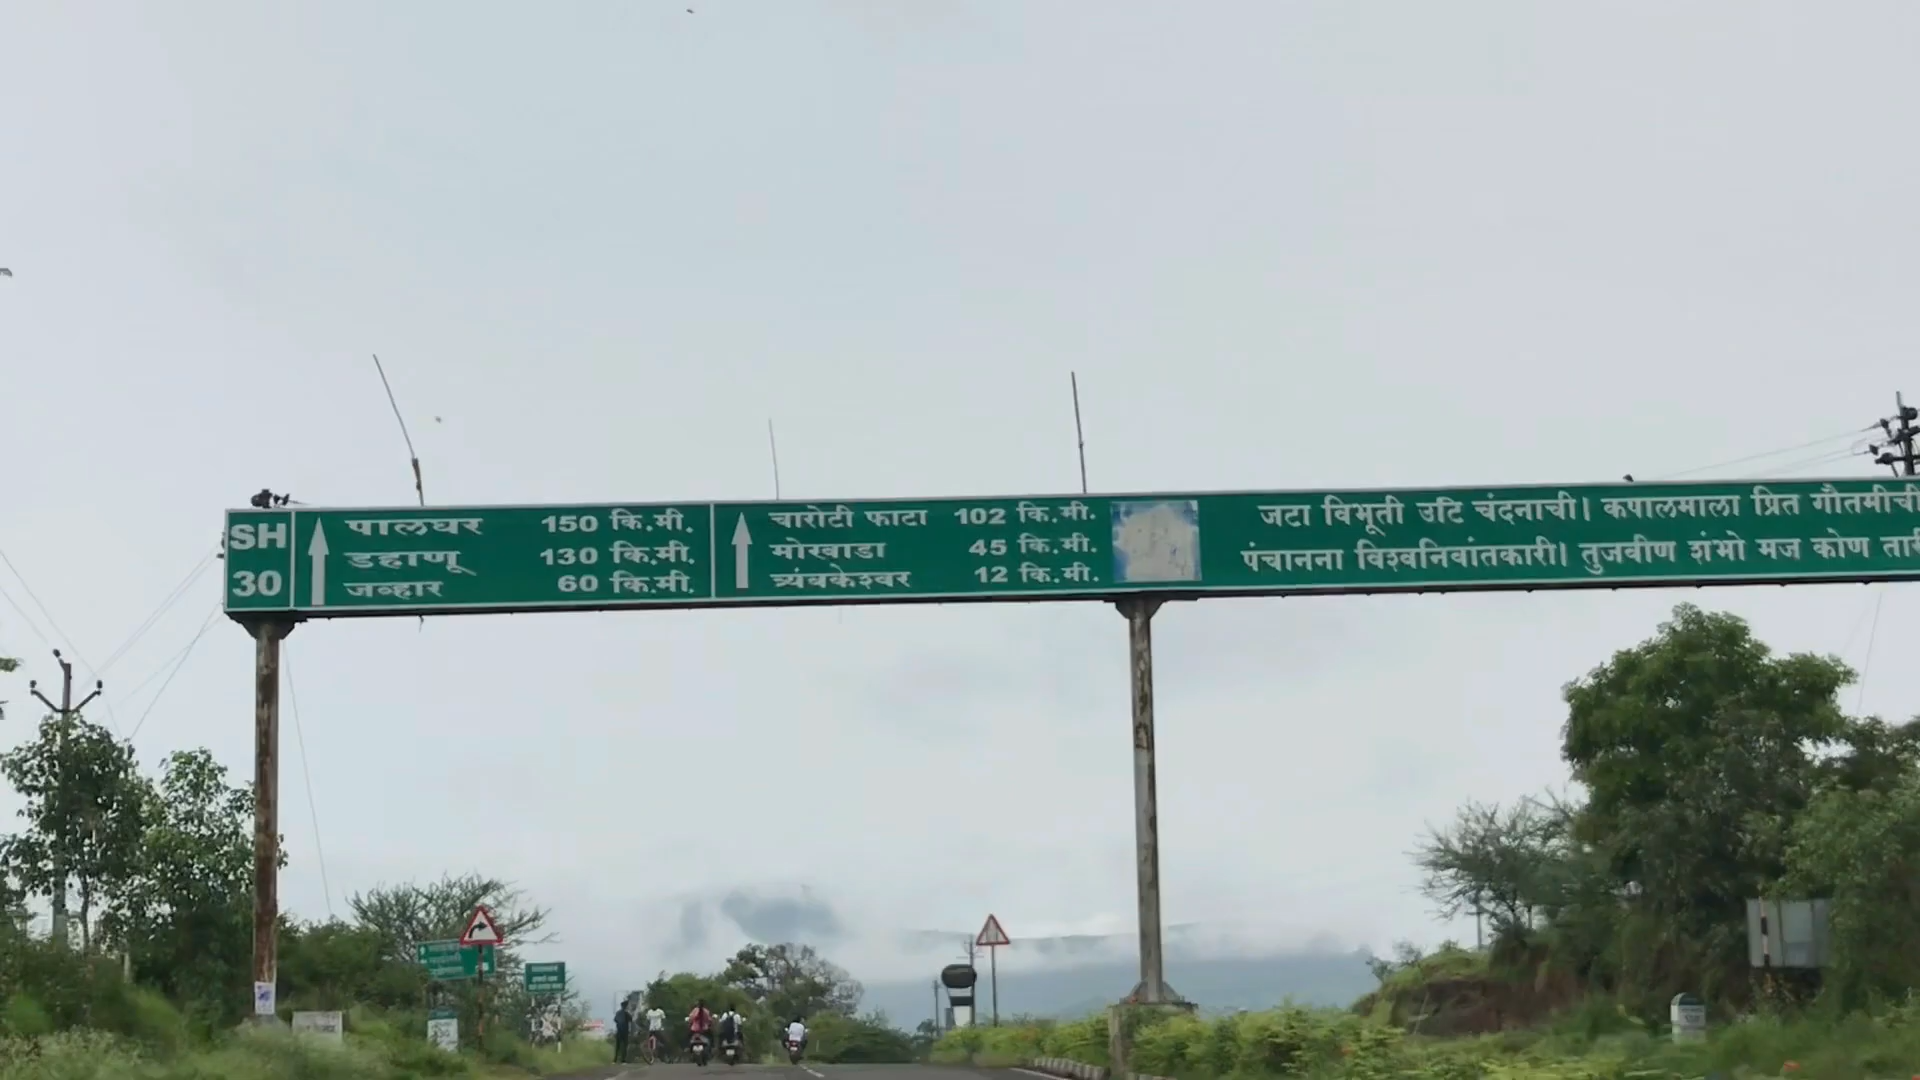 SH
30
पालघर 150 कि.मी.
डहाणू 130 कि.मी.
जव्हार 60 कि.मी.
चारोटी फाटा 102 कि.मी.
मोखाडा 45 कि.मी.
त्र्यंबकेश्वर 12 कि.मी.
जटा विभूती उटि चंदनाची। कपालमाला प्रित गौतमीची
पंचानना विश्वनिवांतकारी। तुजवीण शंभो मज कोण